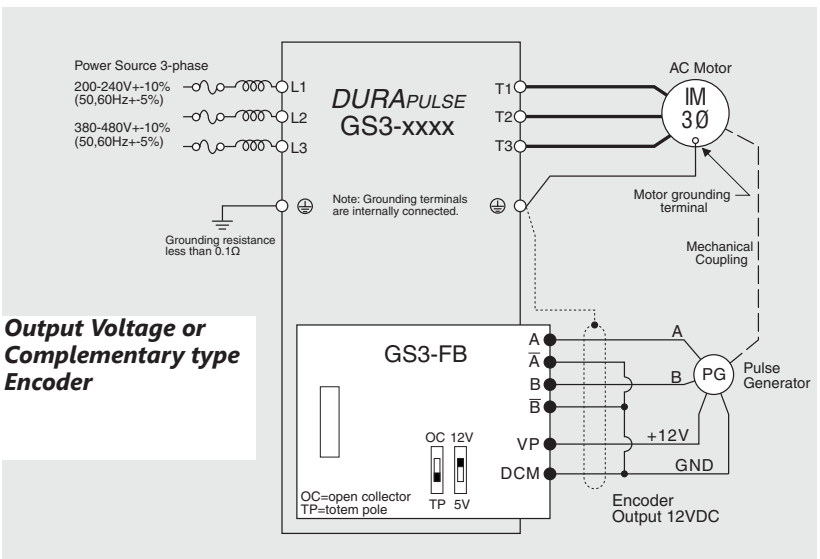 Power Source 3-phase
200-240V+-10%
(50,60Hz+-5%)
380-480V+-10%
(50,60Hz+-5%)
L1
L2
L3
DURAPULSE
GS3-xxxx
T1
T2
T3
AC Motor
IM
3Ø
Note: Grounding terminals
are internally connected.
Motor grounding
terminal
Grounding resistance
less than 0.1Ω
Mechanical
Coupling
Output Voltage or
Complementary type
Encoder
GS3-FB
A
A̅
B
B̅
VP
DCM
OC 12V
TP 5V
OC=open collector
TP=totem pole
A
B
+12V
GND
PG
Pulse
Generator
Encoder
Output 12VDC